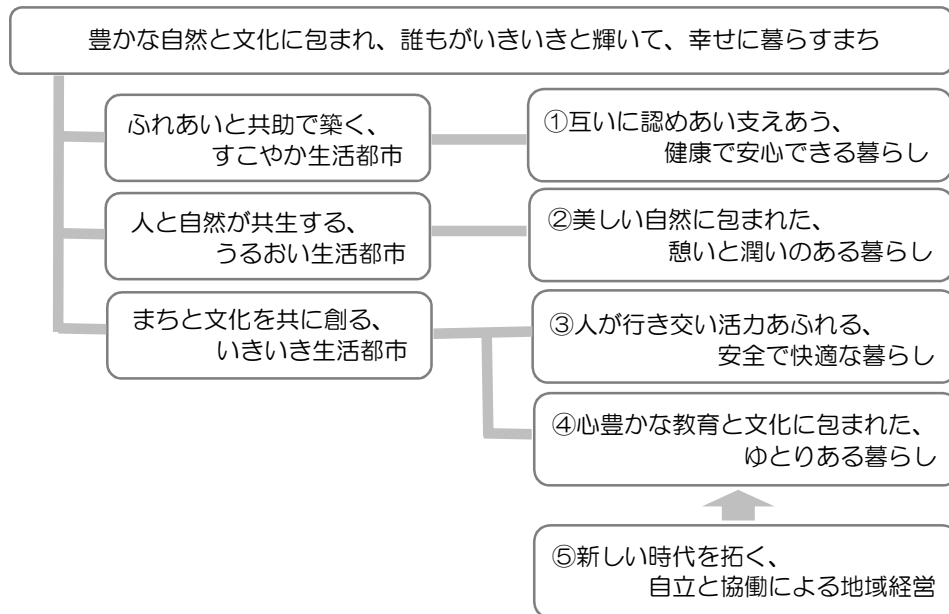 豊かな自然と文化に包まれ、誰もがいきいきと輝いて、幸せに暮らすまち
ふれあいと共助で築く、
すこやか生活都市
①互いに認めあい支えあう、
健康で安心できる暮らし
人と自然が共生する、
うるおい生活都市
②美しい自然に包まれた、
憩いと潤いのある暮らし
まちと文化を共に創る、
いきいき生活都市
③人が行き交い活力あふれる、
安全で快適な暮らし
④心豊かな教育と文化に包まれた、
ゆとりある暮らし
⑤新しい時代を拓く、
自立と協働による地域経営